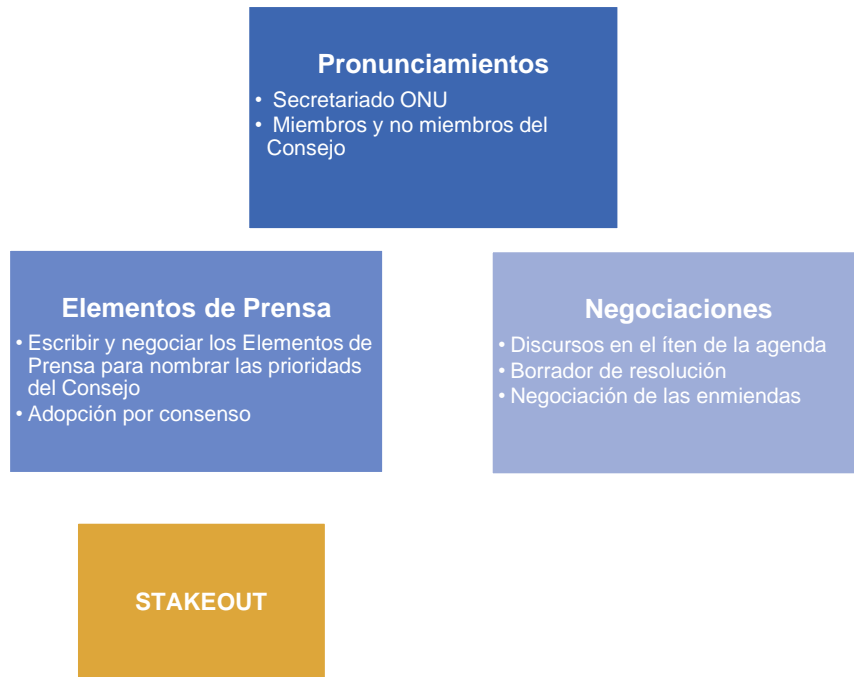 Pronunciamientos
• Secretariado ONU
• Miembros y no miembros del
Consejo
Elementos de Prensa
• Escribir y negociar los Elementos de
Prensa para nombrar las prioridads
del Consejo
• Adopción por consenso
Negociaciones
• Discursos en el íten de la agenda
• Borrador de resolución
• Negociación de las enmiendas
STAKEOUT